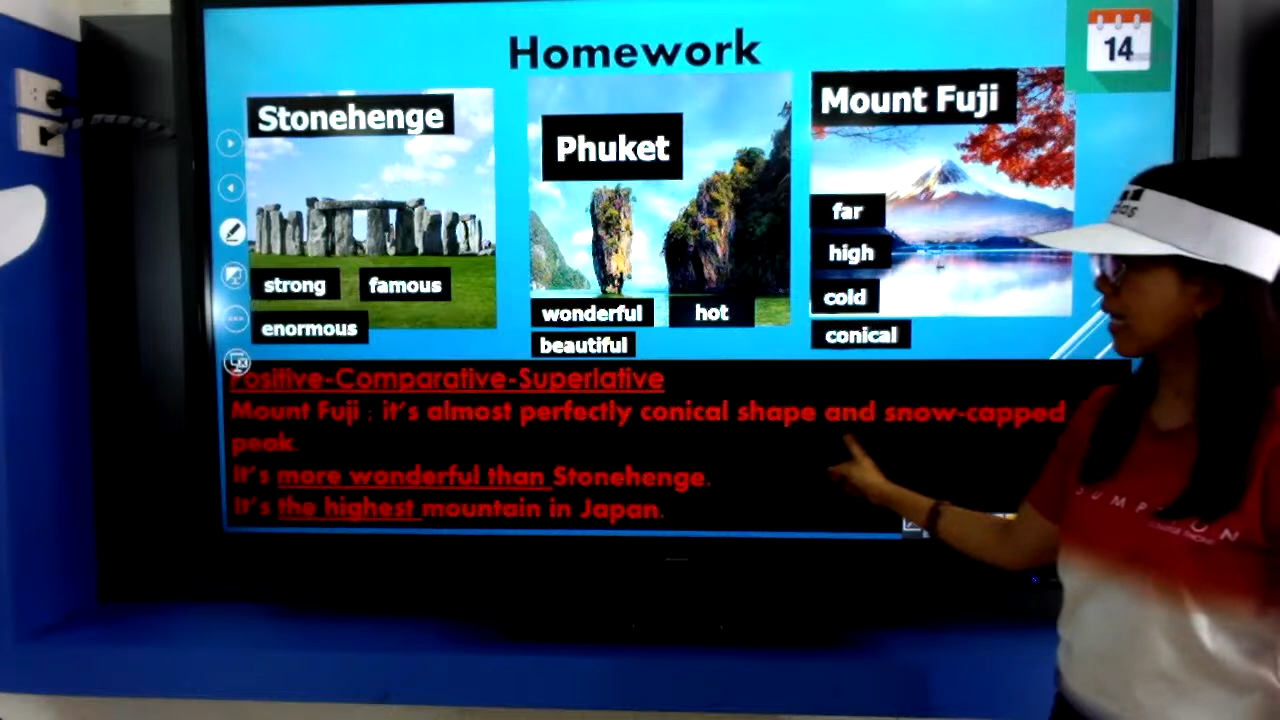 Homework
14
Stonehenge
Phuket
Mount Fuji
strong
famous
enormous
wonderful
hot
beautiful
far
high
cold
conical
Positive-Comparative-Superlative
Mount Fuji : it's almost perfectly conical shape and snow-capped
peak.
It's more wonderful than Stonehenge.
It's the highest mountain in Japan.
adidas